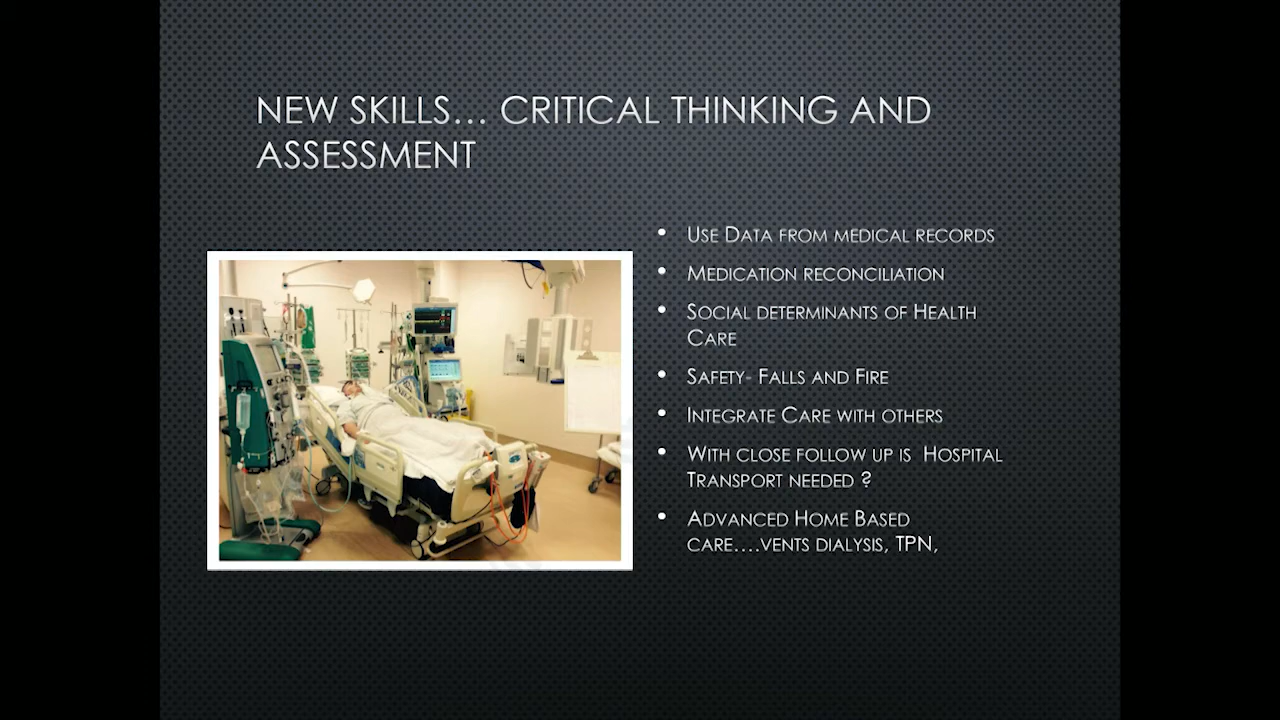 NEW SKILLS… CRITICAL THINKING AND
ASSESSMENT
• USE DATA FROM MEDICAL RECORDS
• MEDICATION RECONCILIATION
• SOCIAL DETERMINANTS OF HEALTH
CARE
• SAFETY- FALLS AND FIRE
• INTEGRATE CARE WITH OTHERS
• WITH CLOSE FOLLOW UP IS HOSPITAL
TRANSPORT NEEDED ?
• ADVANCED HOME BASED
CARE….VENTS DIALYSIS, TPN,